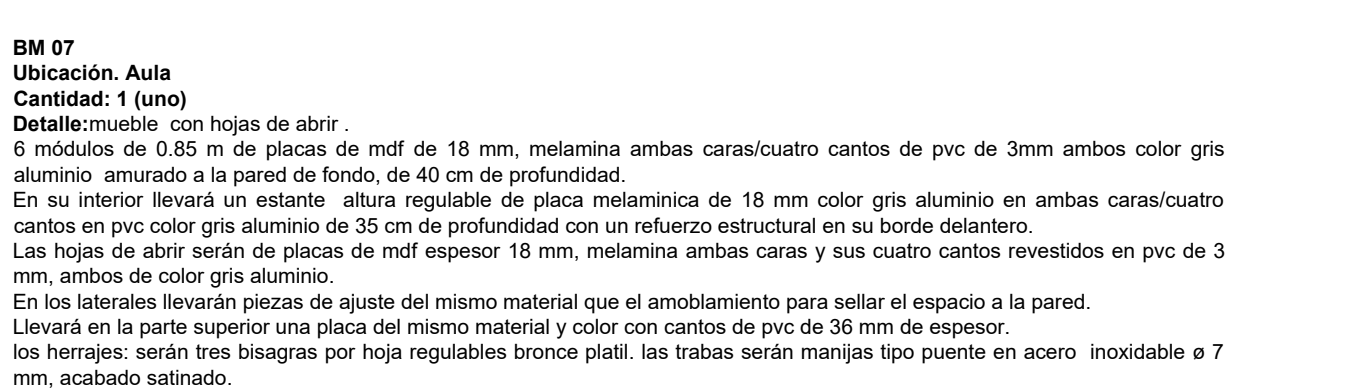 BM 07
Ubicación. Aula
Cantidad: 1 (uno)
Detalle:mueble con hojas de abrir .
6 módulos de 0.85 m de placas de mdf de 18 mm, melamina ambas caras/cuatro cantos de pvc de 3mm ambos color gris
aluminio amurado a la pared de fondo, de 40 cm de profundidad.
En su interior llevará un estante altura regulable de placa melaminica de 18 mm color gris aluminio en ambas caras/cuatro
cantos en pvc color gris aluminio de 35 cm de profundidad con un refuerzo estructural en su borde delantero.
Las hojas de abrir serán de placas de mdf espesor 18 mm, melamina ambas caras y sus cuatro cantos revestidos en pvc de 3
mm, ambos de color gris aluminio.
En los laterales llevarán piezas de ajuste del mismo material que el amoblamiento para sellar el espacio a la pared.
Llevará en la parte superior una placa del mismo material y color con cantos de pvc de 36 mm de espesor.
los herrajes: serán tres bisagras por hoja regulables bronce platil. las trabas serán manijas tipo puente en acero inoxidable ø 7
mm, acabado satinado.